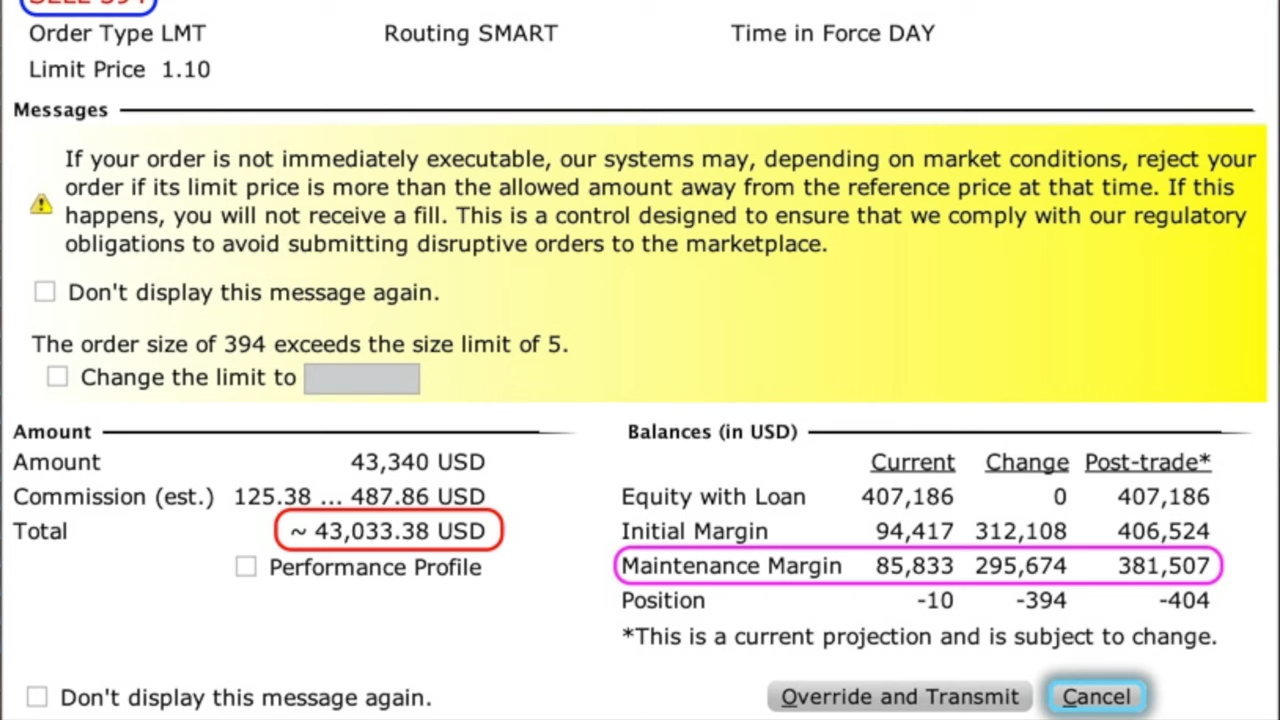 SELL 394
Order Type LMT Routing SMART Time in Force DAY
Limit Price 1.10
Messages
If your order is not immediately executable, our systems may, depending on market conditions, reject your
order if its limit price is more than the allowed amount away from the reference price at that time. If this
happens, you will not receive a fill. This is a control designed to ensure that we comply with our regulatory
obligations to avoid submitting disruptive orders to the marketplace.
Don't display this message again.
The order size of 394 exceeds the size limit of 5.
Change the limit to
Amount
Amount 43,340 USD
Commission (est.) 125.38 ... 487.86 USD
Total ~ 43,033.38 USD
Performance Profile
Balances (in USD)
Current Change Post-trade*
Equity with Loan 407,186 0 407,186
Initial Margin 94,417 312,108 406,524
Maintenance Margin 85,833 295,674 381,507
Position -10 -394 -404
*This is a current projection and is subject to change.
Don't display this message again.
Override and Transmit
Cancel